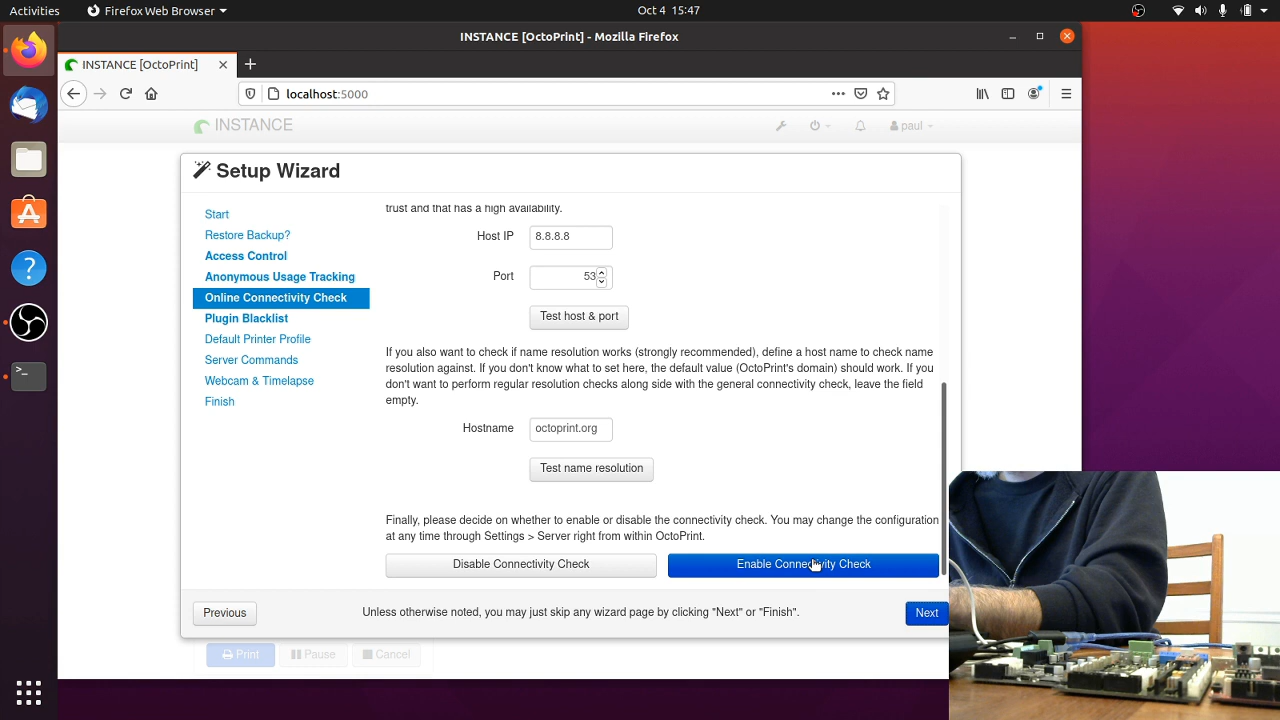 Activities
Firefox Web Browser
Oct 4 15:47
INSTANCE [OctoPrint] - Mozilla Firefox
INSTANCE [OctoPrint]
localhost:5000
INSTANCE
paul
Setup Wizard
Start
Restore Backup?
Access Control
Anonymous Usage Tracking
Online Connectivity Check
Plugin Blacklist
Default Printer Profile
Server Commands
Webcam & Timelapse
Finish
trust and that has a high availability.
Host IP
8.8.8.8
Port
53
Test host & port
If you also want to check if name resolution works (strongly recommended), define a host name to check name
resolution against. If you don't know what to set here, the default value (OctoPrint's domain) should work. If you
don't want to perform regular resolution checks along side with the general connectivity check, leave the field
empty.
Hostname
octoprint.org
Test name resolution
Finally, please decide on whether to enable or disable the connectivity check. You may change the configuration
at any time through Settings > Server right from within OctoPrint.
Disable Connectivity Check
Enable Connectivity Check
Previous
Unless otherwise noted, you may just skip any wizard page by clicking "Next" or "Finish".
Next
Print
Pause
Cancel